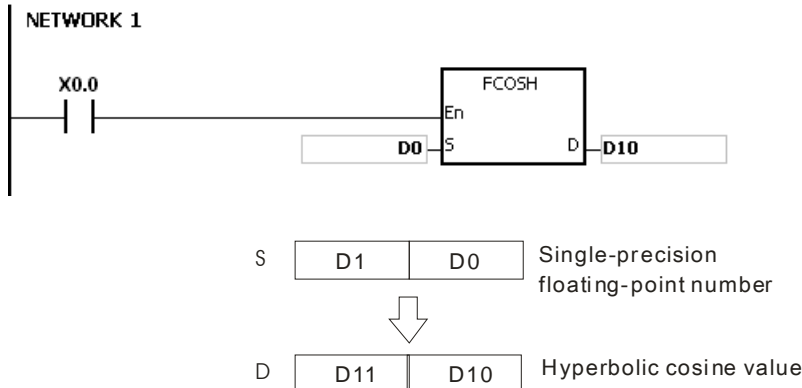 NETWORK 1
X0.0
FCOSH
En
D0 S D D10
S D1 D0 Single-precision
floating-point number
D D11 D10 Hyperbolic cosine value